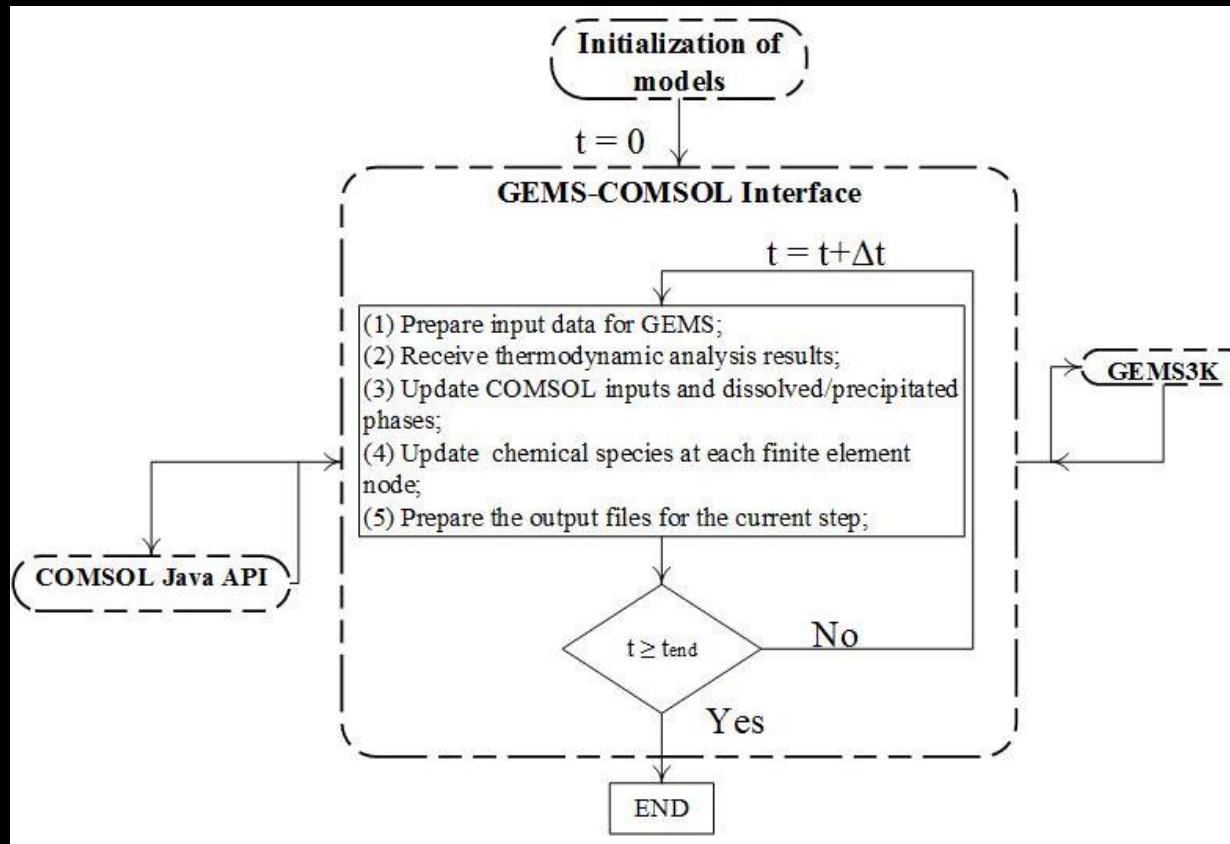 Initialization of
models
t = 0
GEMS-COMSOL Interface
t = t+Δt
(1) Prepare input data for GEMS;
(2) Receive thermodynamic analysis results;
(3) Update COMSOL inputs and dissolved/precipitated
phases;
(4) Update chemical species at each finite element
node;
(5) Prepare the output files for the current step;
GEMS3K
COMSOL Java API
t ≥ tend
No
Yes
END